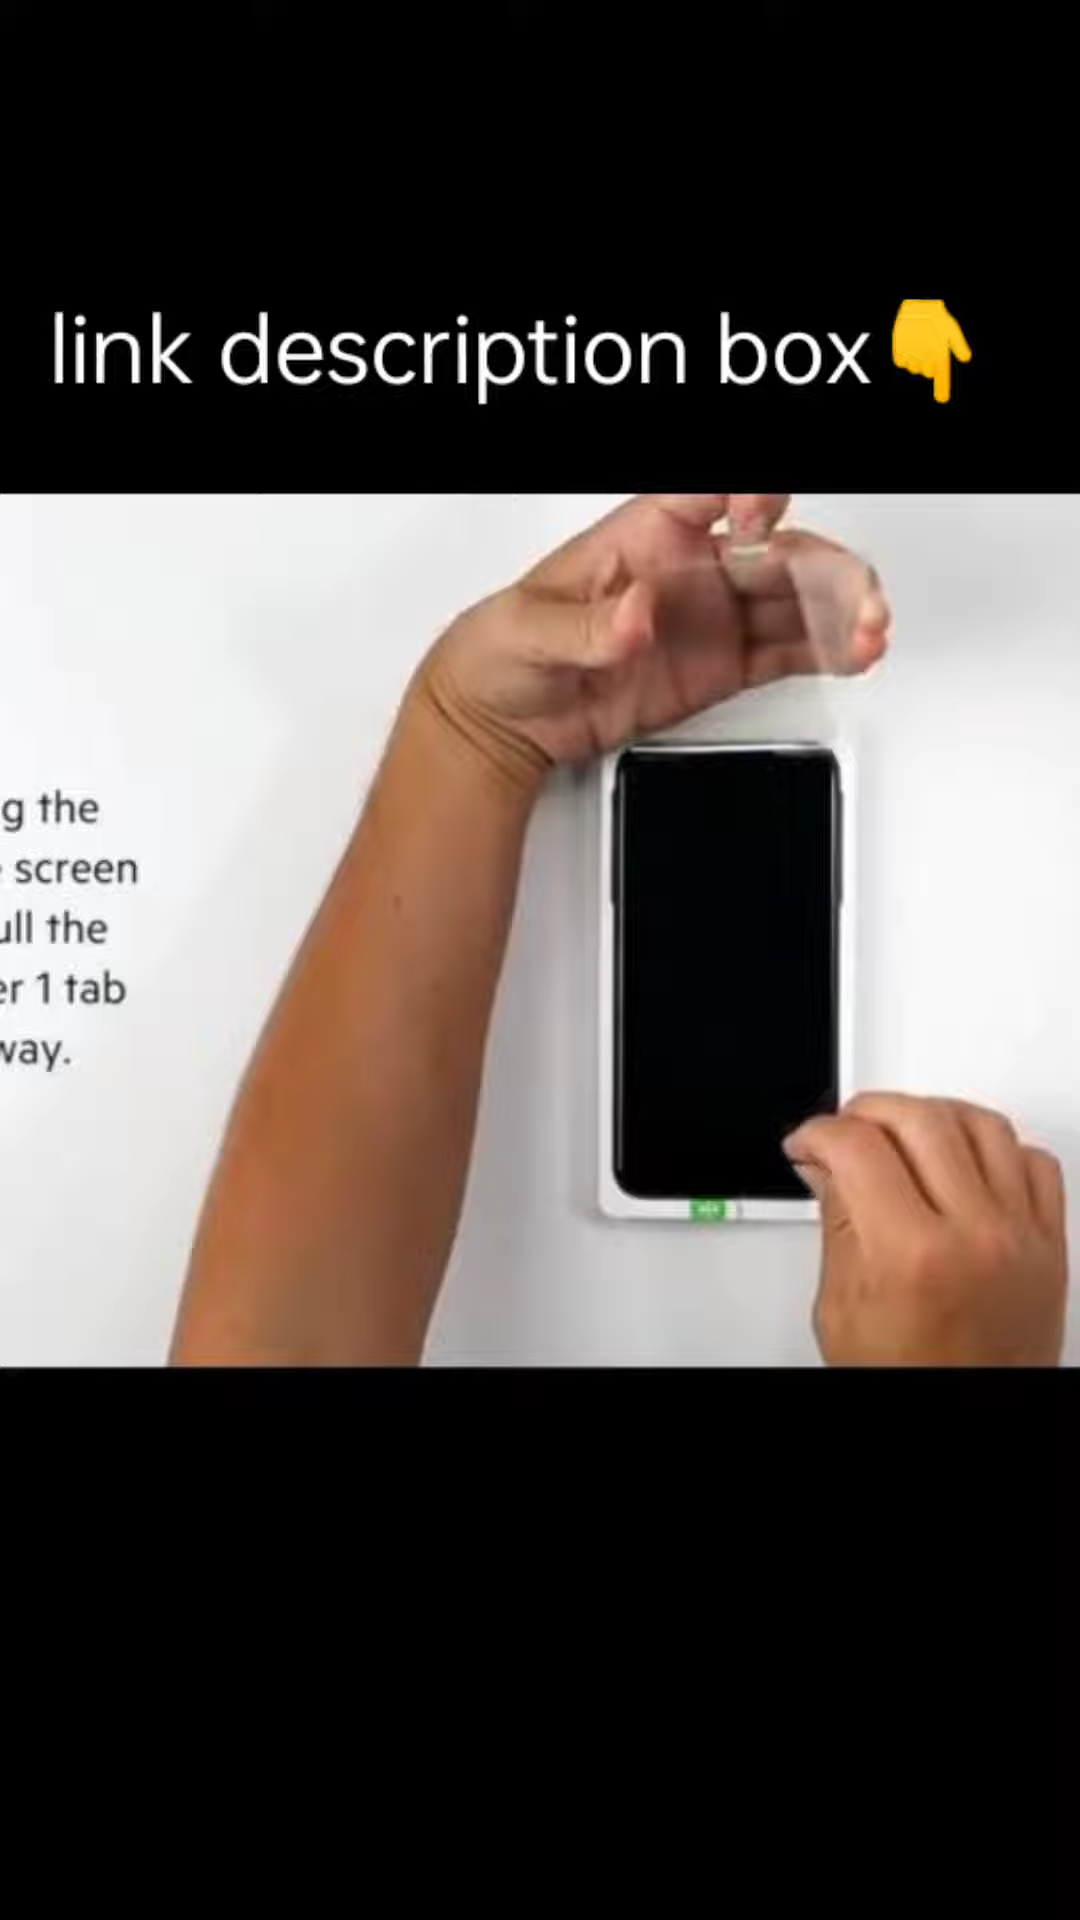 link description box👇
g the
screen
ull the
er 1 tab
way.